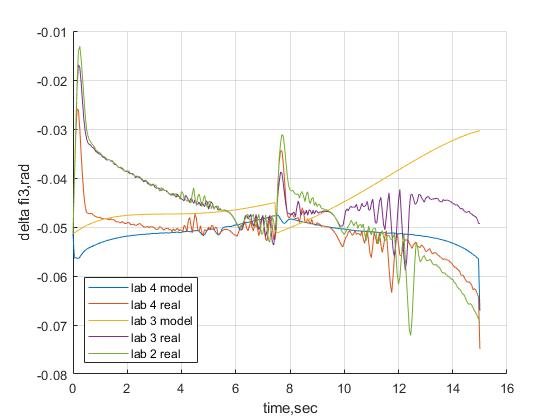 -0.01
-0.02
-0.03
-0.04
-0.05
-0.06
-0.07
-0.08
delta fi3,rad
lab 4 model
lab 4 real
lab 3 model
lab 3 real
lab 2 real
0 2 4 6 8 10 12 14 16
time,sec